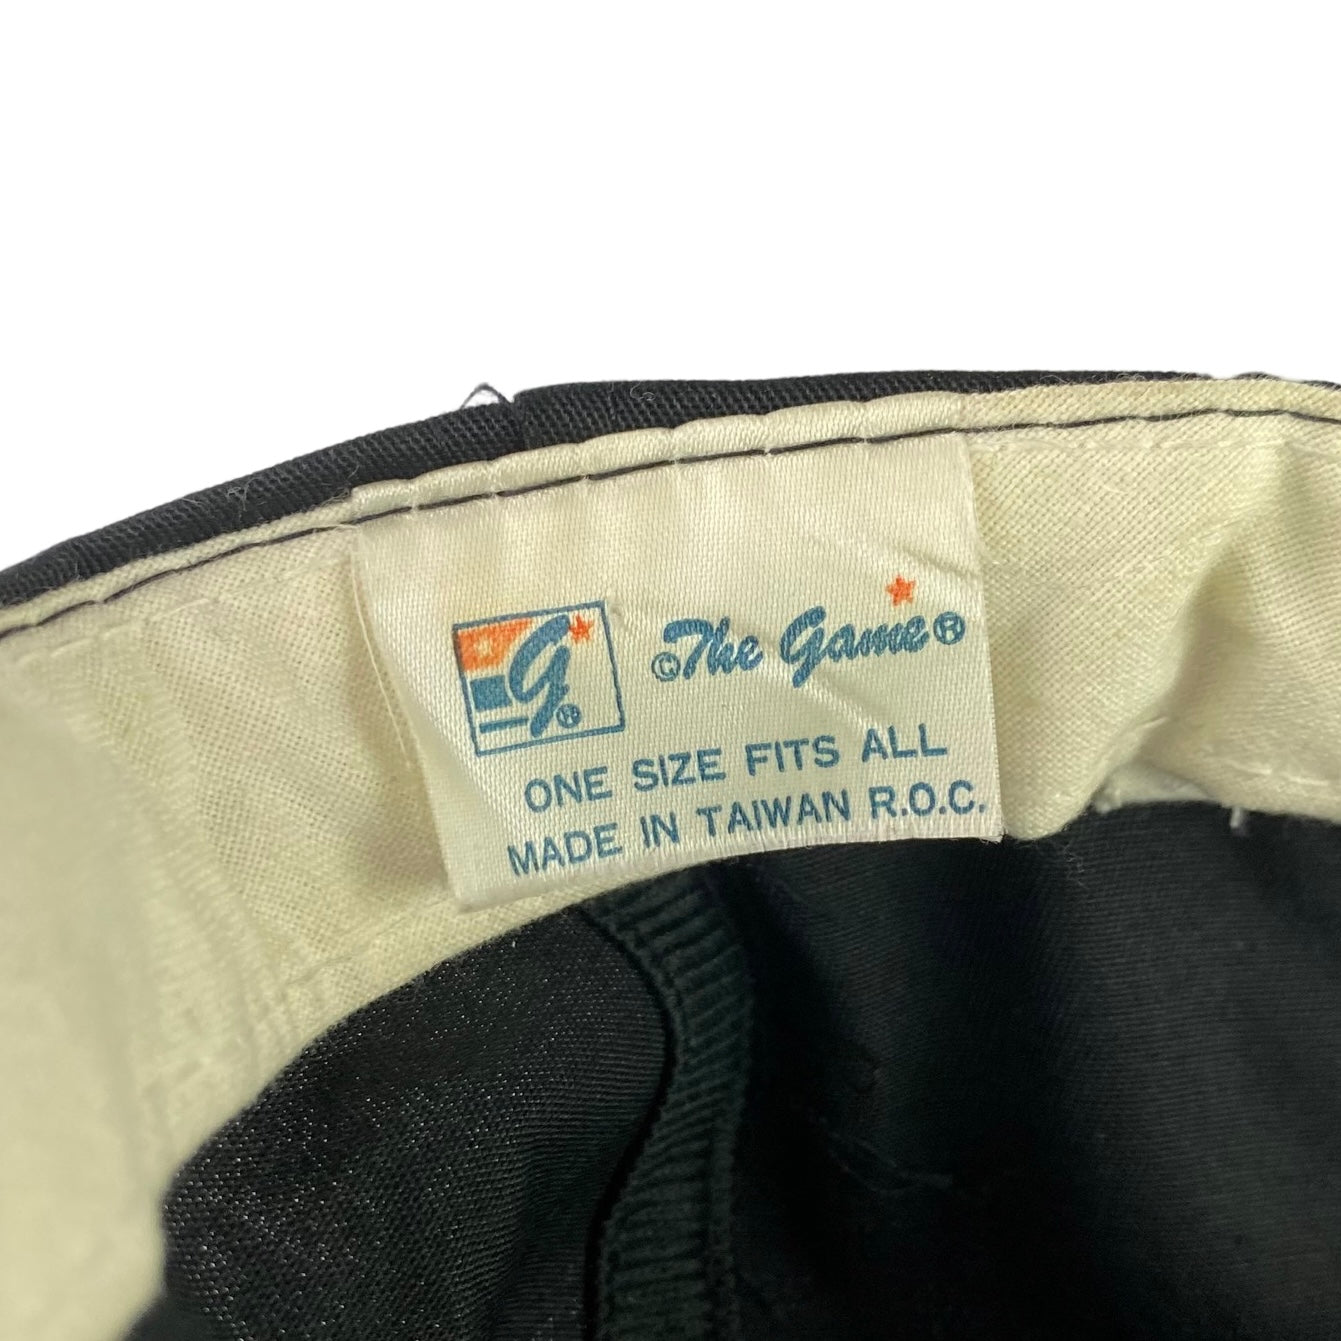 G® ©The Game®
ONE SIZE FITS ALL
MADE IN TAIWAN R.O.C.